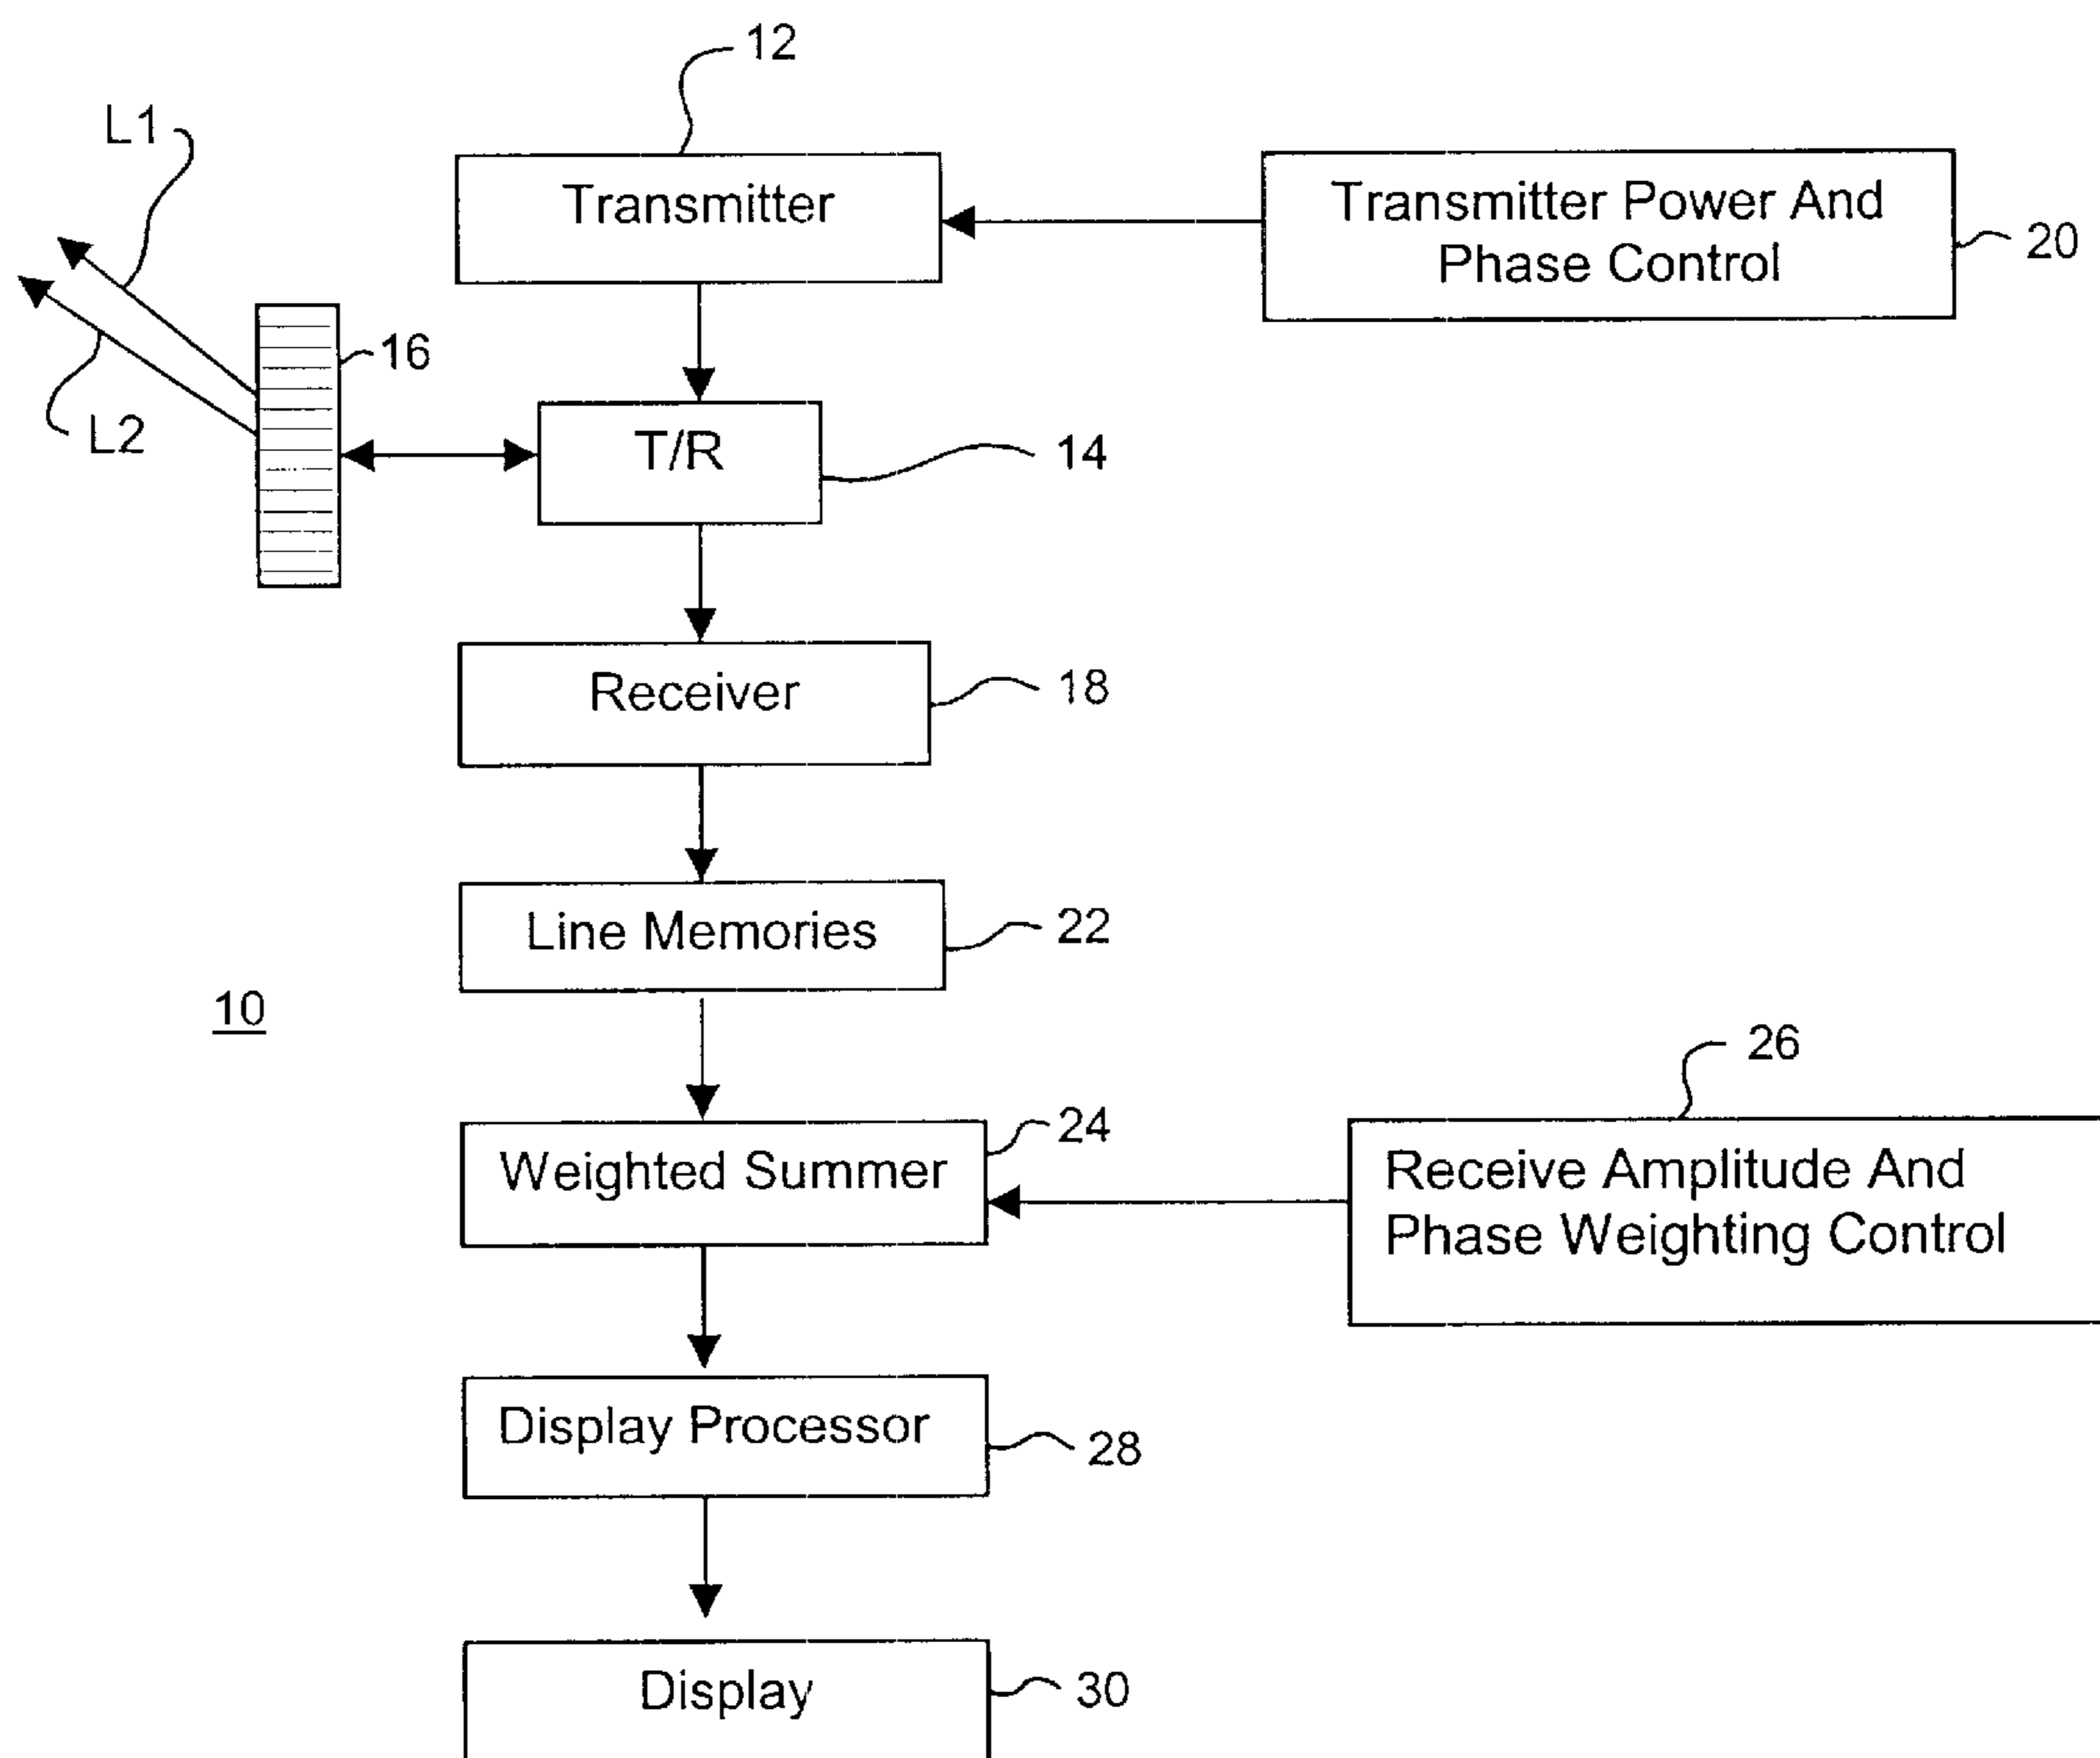 12
L1
Transmitter
Transmitter Power And
Phase Control
20
16
L2
T/R
14
Receiver
18
Line Memories
22
10
26
24
Weighted Summer
Receive Amplitude And
Phase Weighting Control
Display Processor
28
Display
30